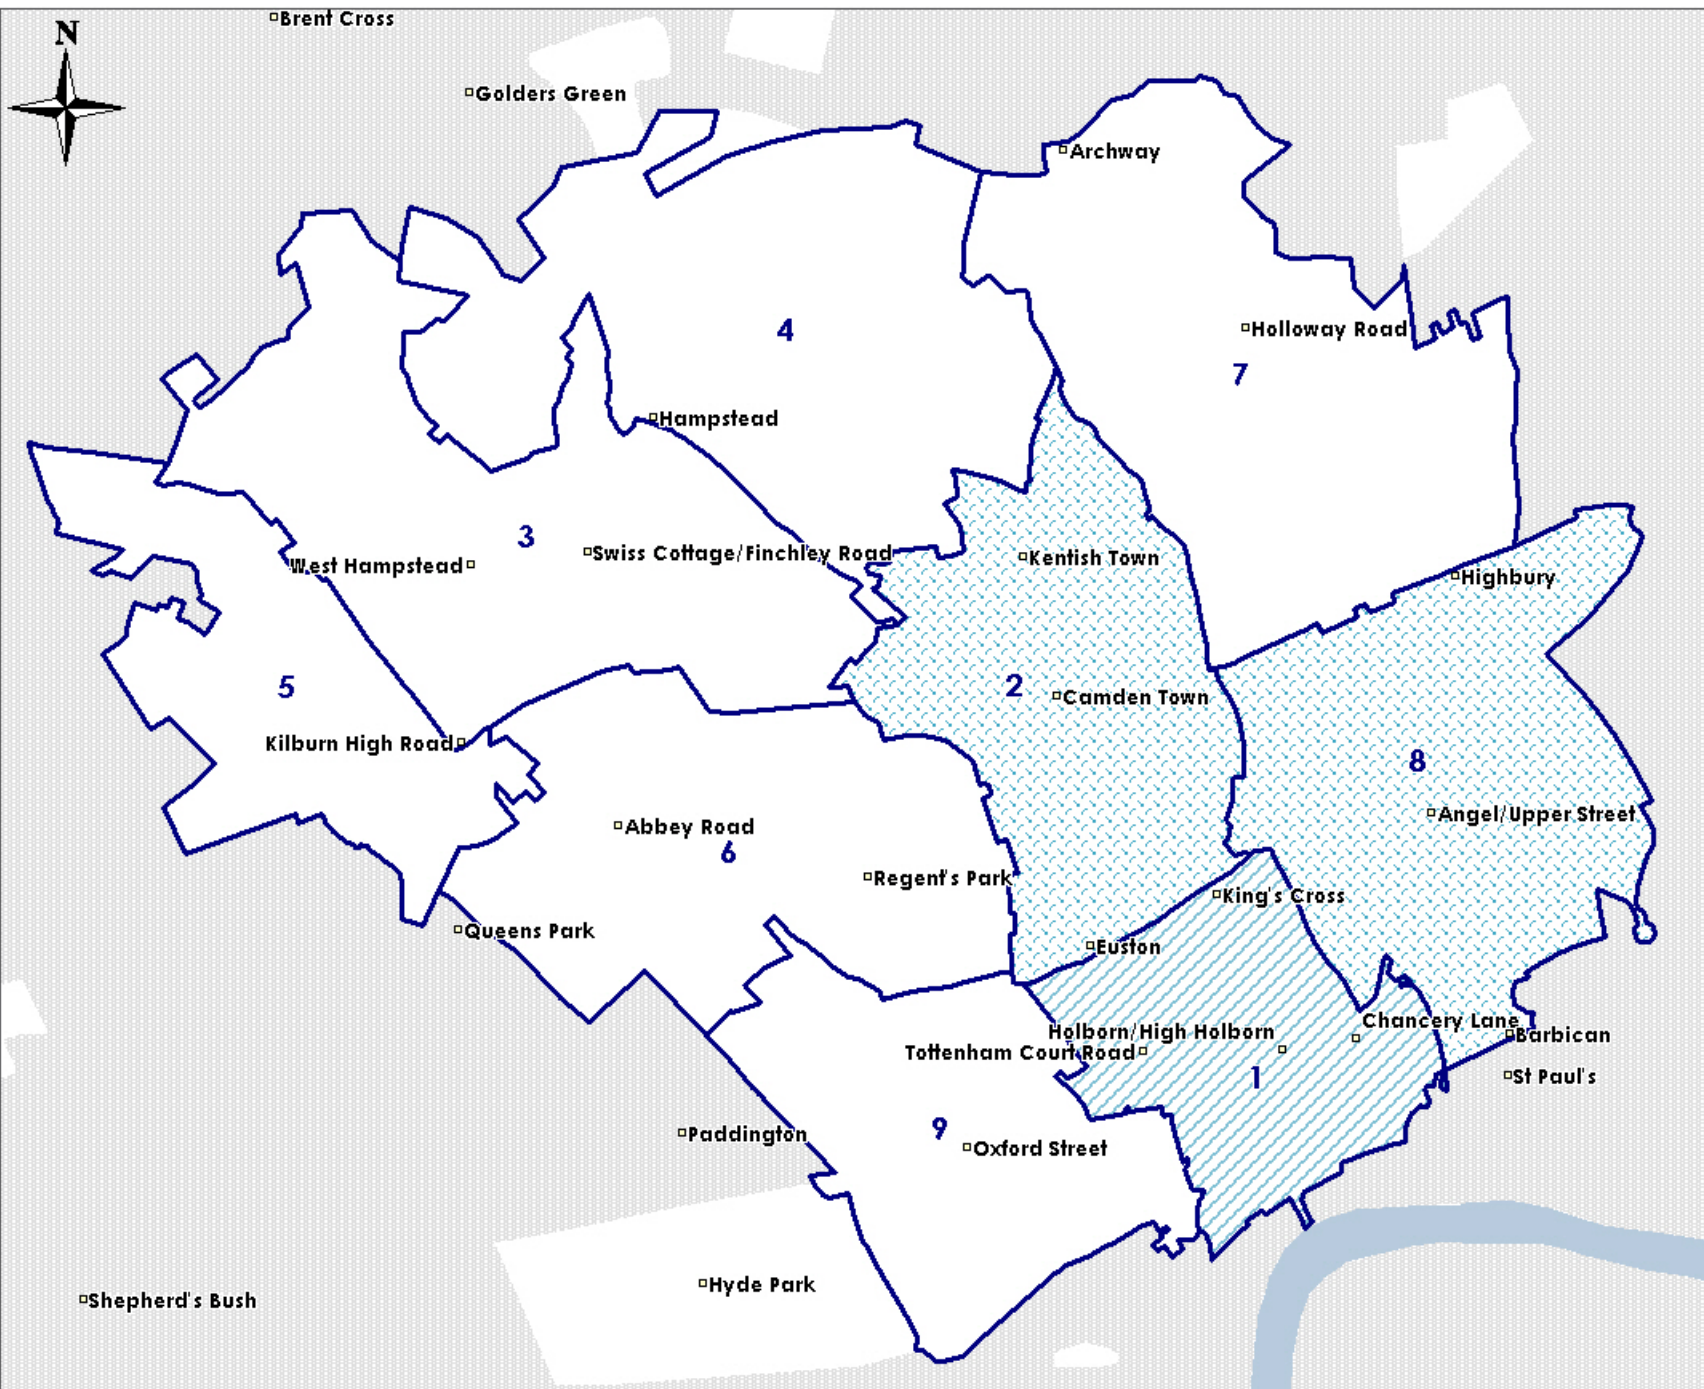 Brent Cross
N
Golders Green
Archway
4
Holloway Road
7
Hampstead
3
West Hampstead
Swiss Cottage/Finchley Road
Kentish Town
Highbury
5
2
Camden Town
Kilburn High Road
8
Angel/Upper Street
Abbey Road
6
Regent's Park
King's Cross
Queens Park
Euston
Chancery Lane
Holborn/High Holborn
Barbican
Tottenham Court Road
1
St Paul's
9
Paddington
Oxford Street
Hyde Park
Shepherd's Bush